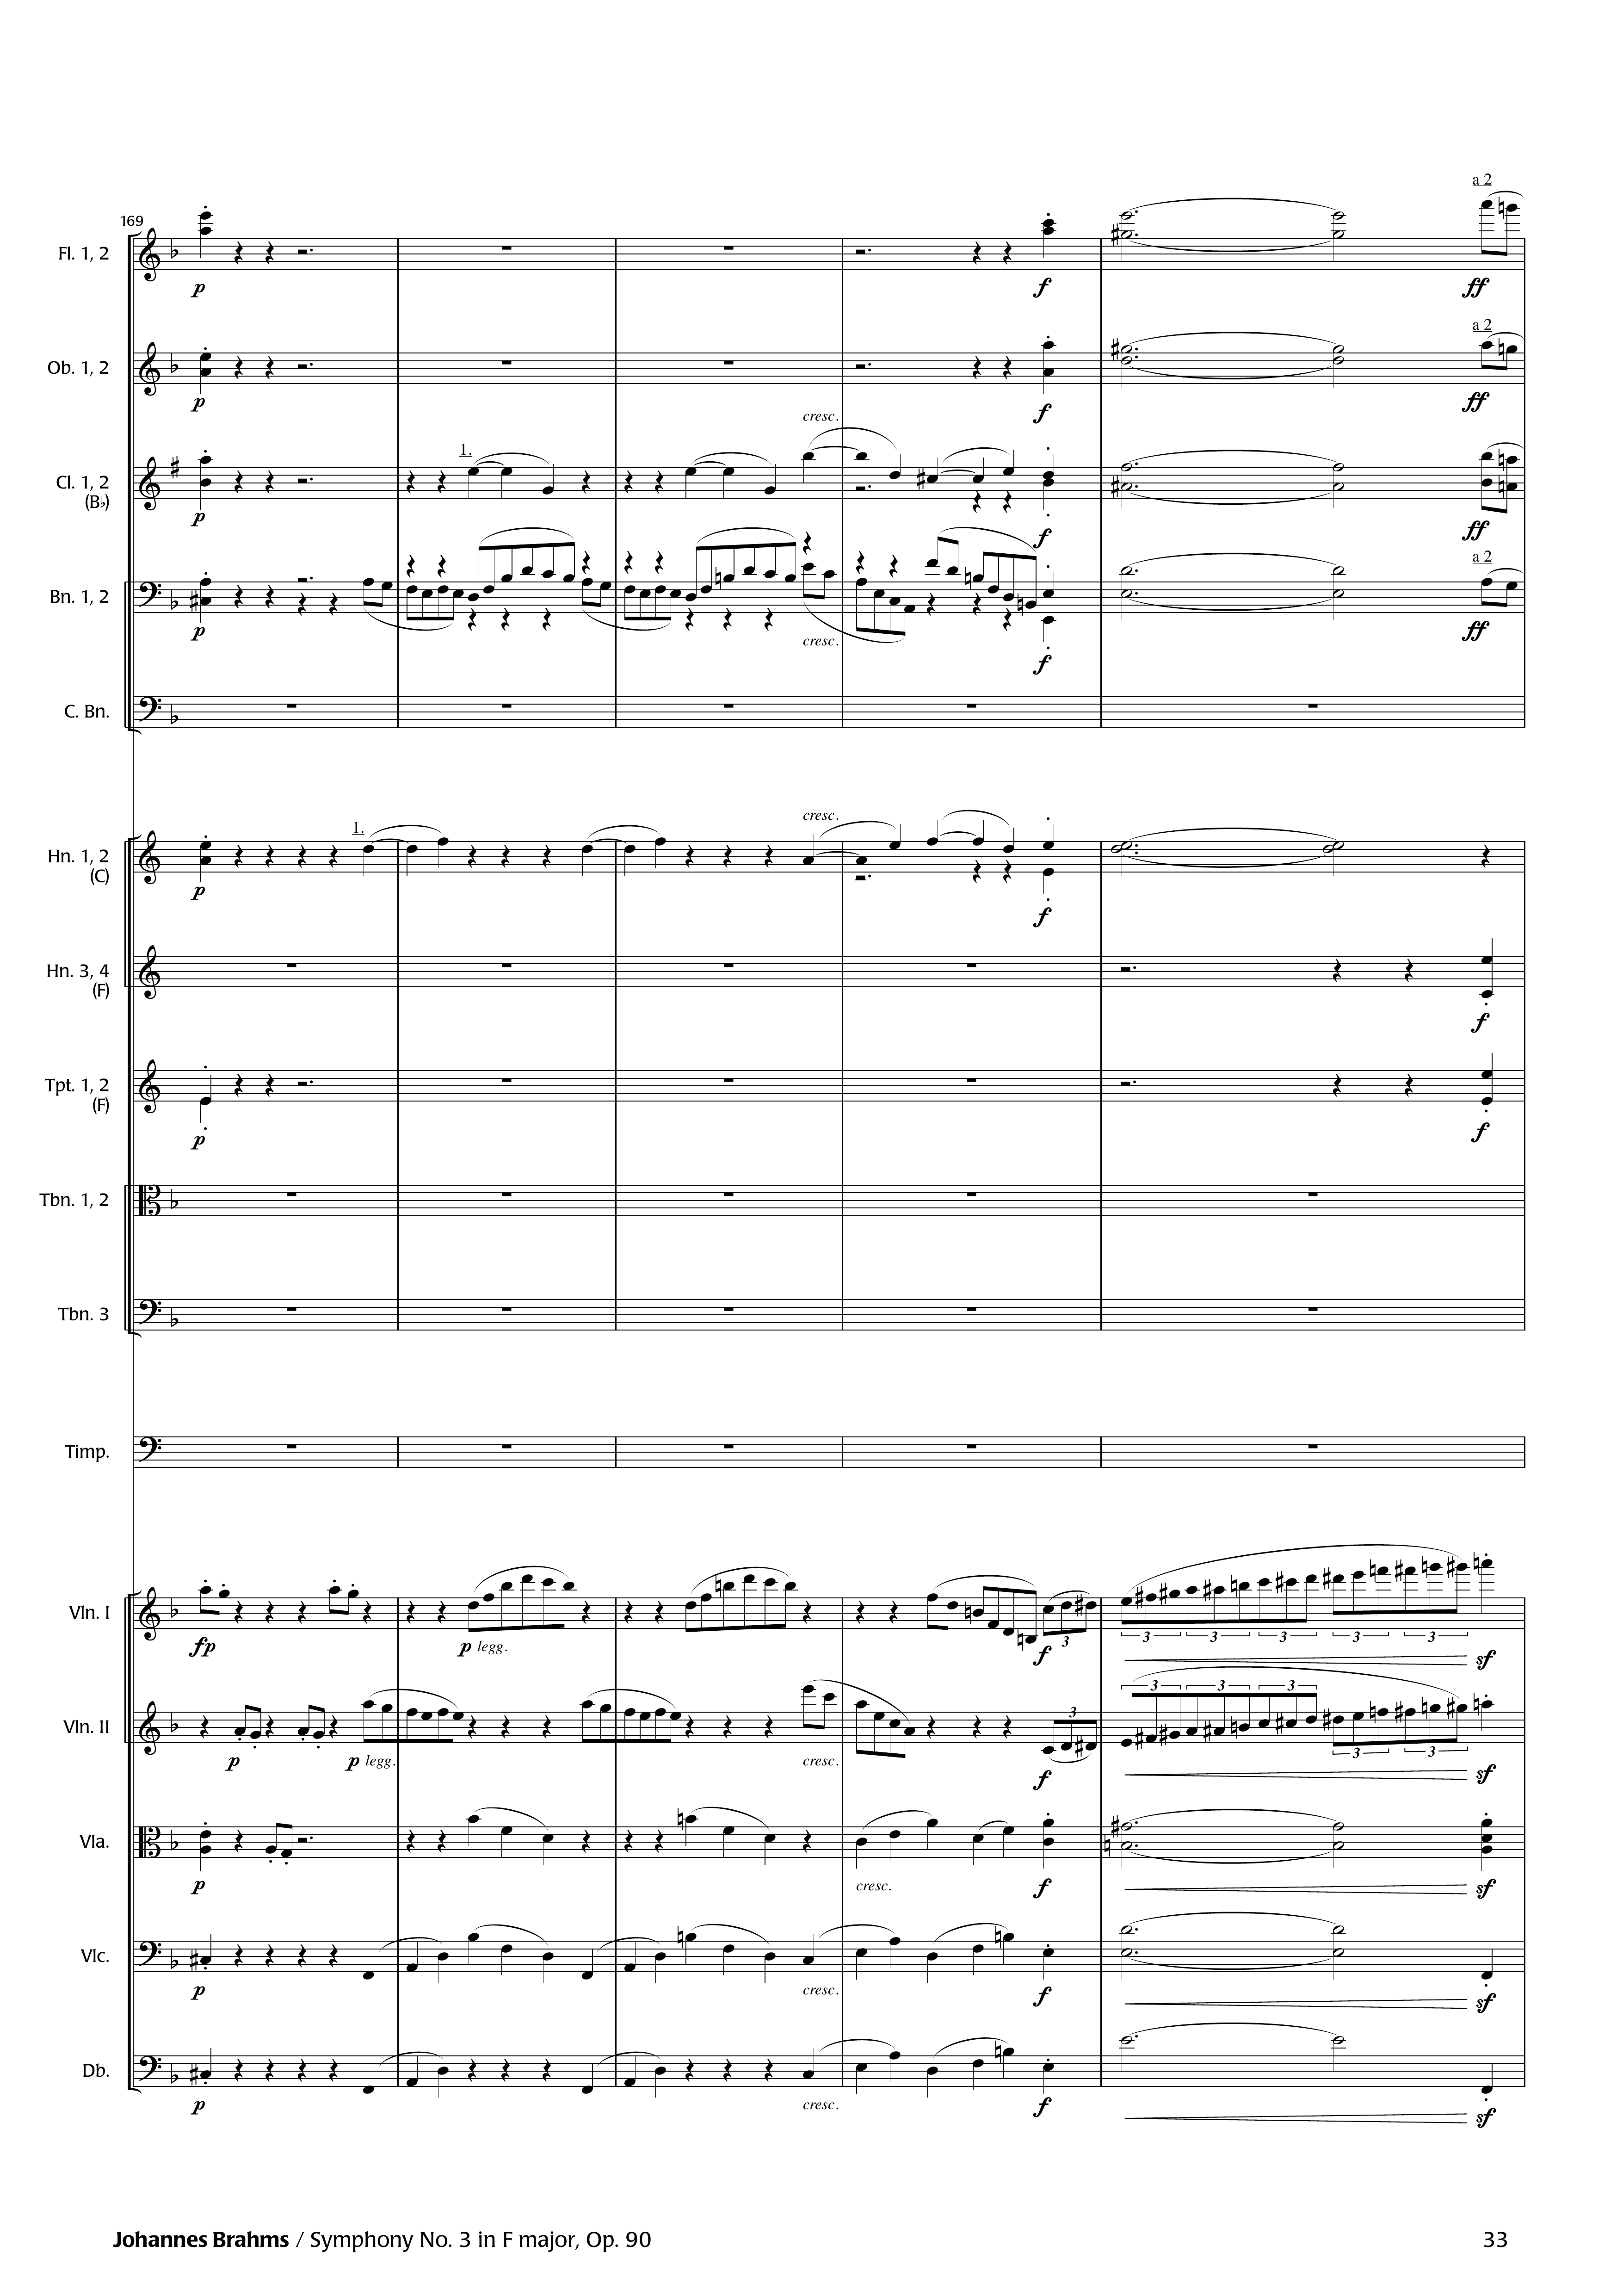 a 2
169
Fl. 1, 2
p
f
ff
a 2
Ob. 1, 2
p
f
ff
cresc.
1.
Cl. 1, 2
(B♭)
p
f
ff
a 2
Bn. 1, 2
p
cresc.
f
ff
C. Bn.
cresc.
1.
Hn. 1, 2
(C)
p
f
Hn. 3, 4
(F)
f
Tpt. 1, 2
(F)
p
f
Tbn. 1, 2
Tbn. 3
Timp.
Vln. I
3 3 3 3 3 3
fp
p legg.
f
sf
3 3 3 3
Vln. II
3 3
p
p legg.
cresc.
f
sf
Vla.
p
cresc.
f
sf
Vlc.
p
cresc.
f
sf
Db.
p
cresc.
f
sf
Johannes Brahms / Symphony No. 3 in F major, Op. 90
33